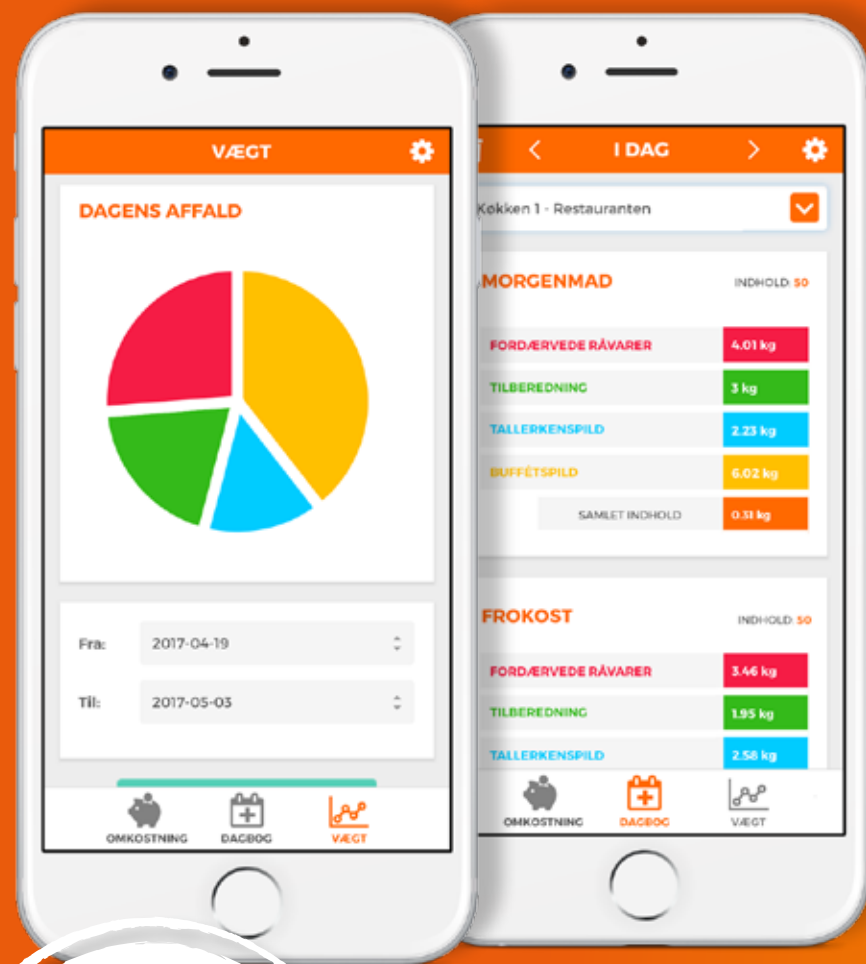 VÆGT
DAGENS AFFALD
Fra: 2017-04-19
Til: 2017-05-03
OMKOSTNING DAGBOG VÆGT
I DAG
Køkken 1 - Restauranten
MORGENMAD INDHOLD: 50
FORDÆRVEDE RÅVARER 4.01 kg
TILBEREDNING 3 kg
TALLERKENSPILD 2.23 kg
BUFFÉTSPILD 6.02 kg
SAMLET INDHOLD 0.31 kg
FROKOST INDHOLD: 50
FORDÆRVEDE RÅVARER 3.46 kg
TILBEREDNING 1.95 kg
TALLERKENSPILD 2.58 kg
OMKOSTNING DAGBOG VÆGT